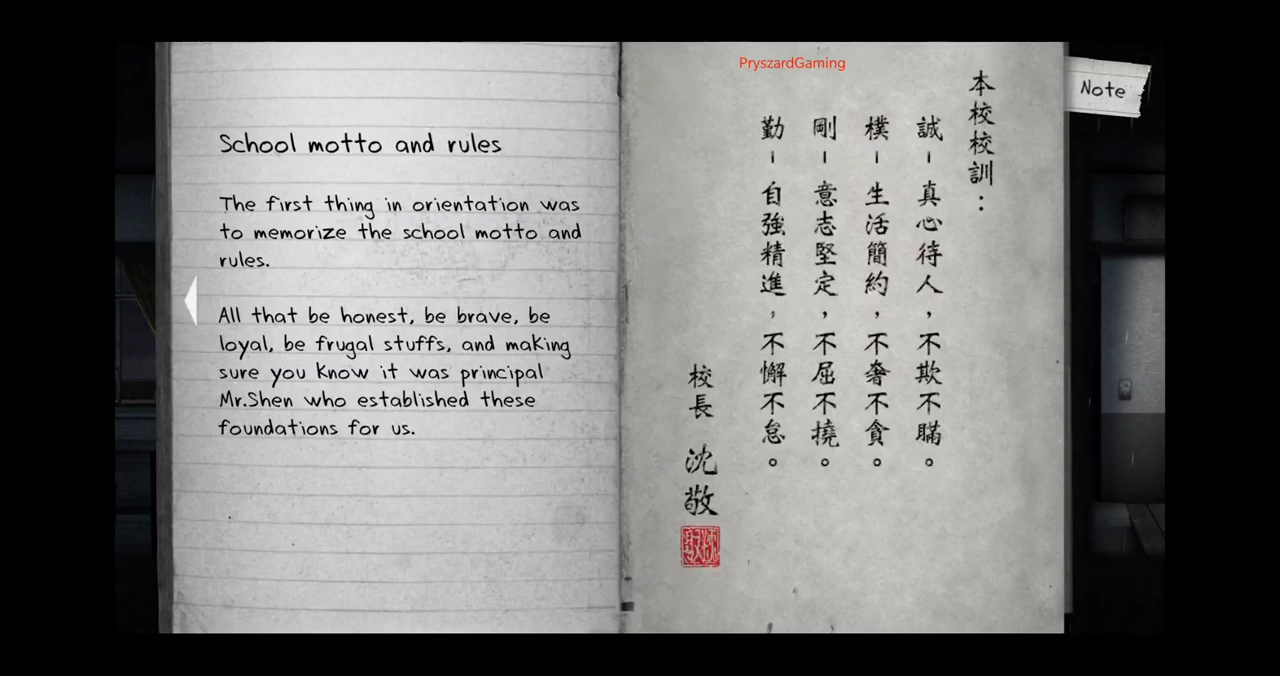 School motto and rules
The first thing in orientation was
to memorize the school motto and
rules.
All that be honest, be brave, be
loyal, be frugal stuffs, and making
sure you know it was principal
Mr.Shen who established these
foundations for us.
PryszardGaming
本校校訓：
誠－真心待人，不欺不瞞。
樸－生活簡約，不奢不貪。
剛－意志堅定，不屈不撓。
勤－自強精進，不懈不怠。
校長 沈敬
Note